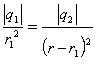 |q₁|/r₁² = |q₂|/(r−r₁)²